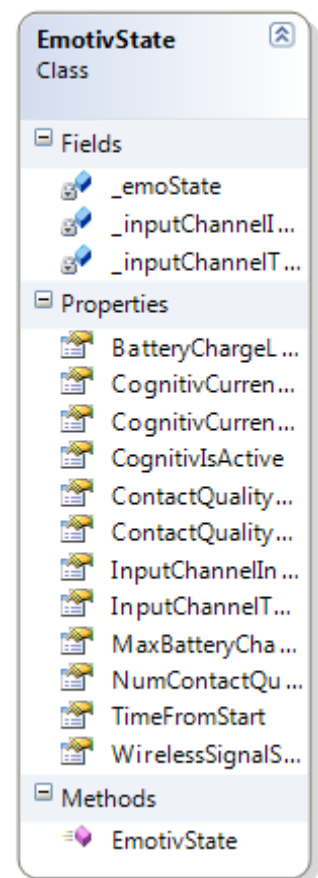 EmotivState
Class
Fields
_emoState
_inputChannelI...
_inputChannelT...
Properties
BatteryChargeL...
CognitivCurren...
CognitivCurren...
CognitivIsActive
ContactQuality...
ContactQuality...
InputChannelIn...
InputChannelT...
MaxBatteryCha...
NumContactQu...
TimeFromStart
WirelessSignalS...
Methods
EmotivState